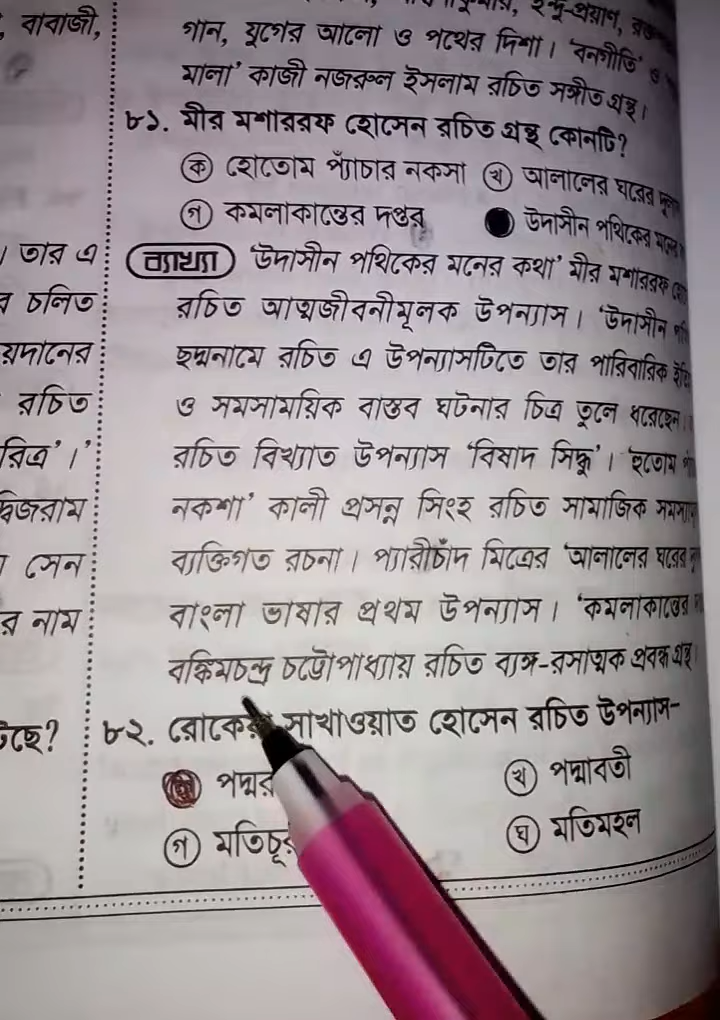 , বাবাজী,
। তার এ
র চলিত
য়দানের
রচিত
রিত্র’।’
দ্বিজরাম
সেন
র নাম
টছে?
গান, যুগের আলো ও পথের দিশা। ‘বনগীতি’ ও
মালা’ কাজী নজরুল ইসলাম রচিত সঙ্গীত গ্রন্থ।
৮১. মীর মশাররফ হোসেন রচিত গ্রন্থ কোনটি?
ক হোতোম প্যাঁচার নকসা খ আলালের ঘরের
গ কমলাকান্তের দপ্তর উদাসীন পথিকের মনের
ব্যাখ্যা ‘উদাসীন পথিকের মনের কথা’ মীর মশাররফ
রচিত আত্মজীবনীমূলক উপন্যাস। ‘উদাসীন
ছদ্মনামে রচিত এ উপন্যাসটিতে তার পারিবারিক
ও সমসাময়িক বাস্তব ঘটনার চিত্র তুলে ধরেছেন।
রচিত বিখ্যাত উপন্যাস ‘বিষাদ সিন্ধু’। হুতোম
নকশা’ কালী প্রসন্ন সিংহ রচিত সামাজিক
ব্যক্তিগত রচনা। প্যারীচাঁদ মিত্রের ‘আলালের ঘরের
বাংলা ভাষার প্রথম উপন্যাস। ‘কমলাকান্তের
বঙ্কিমচন্দ্র চট্টোপাধ্যায় রচিত ব্যঙ্গ-রসাত্মক প্রবন্ধ গ্রন্থ।
৮২. সাখাওয়াত হোসেন রচিত উপন্যাস-
খ পদ্মাবতী
গ
ঘ মতিমহল